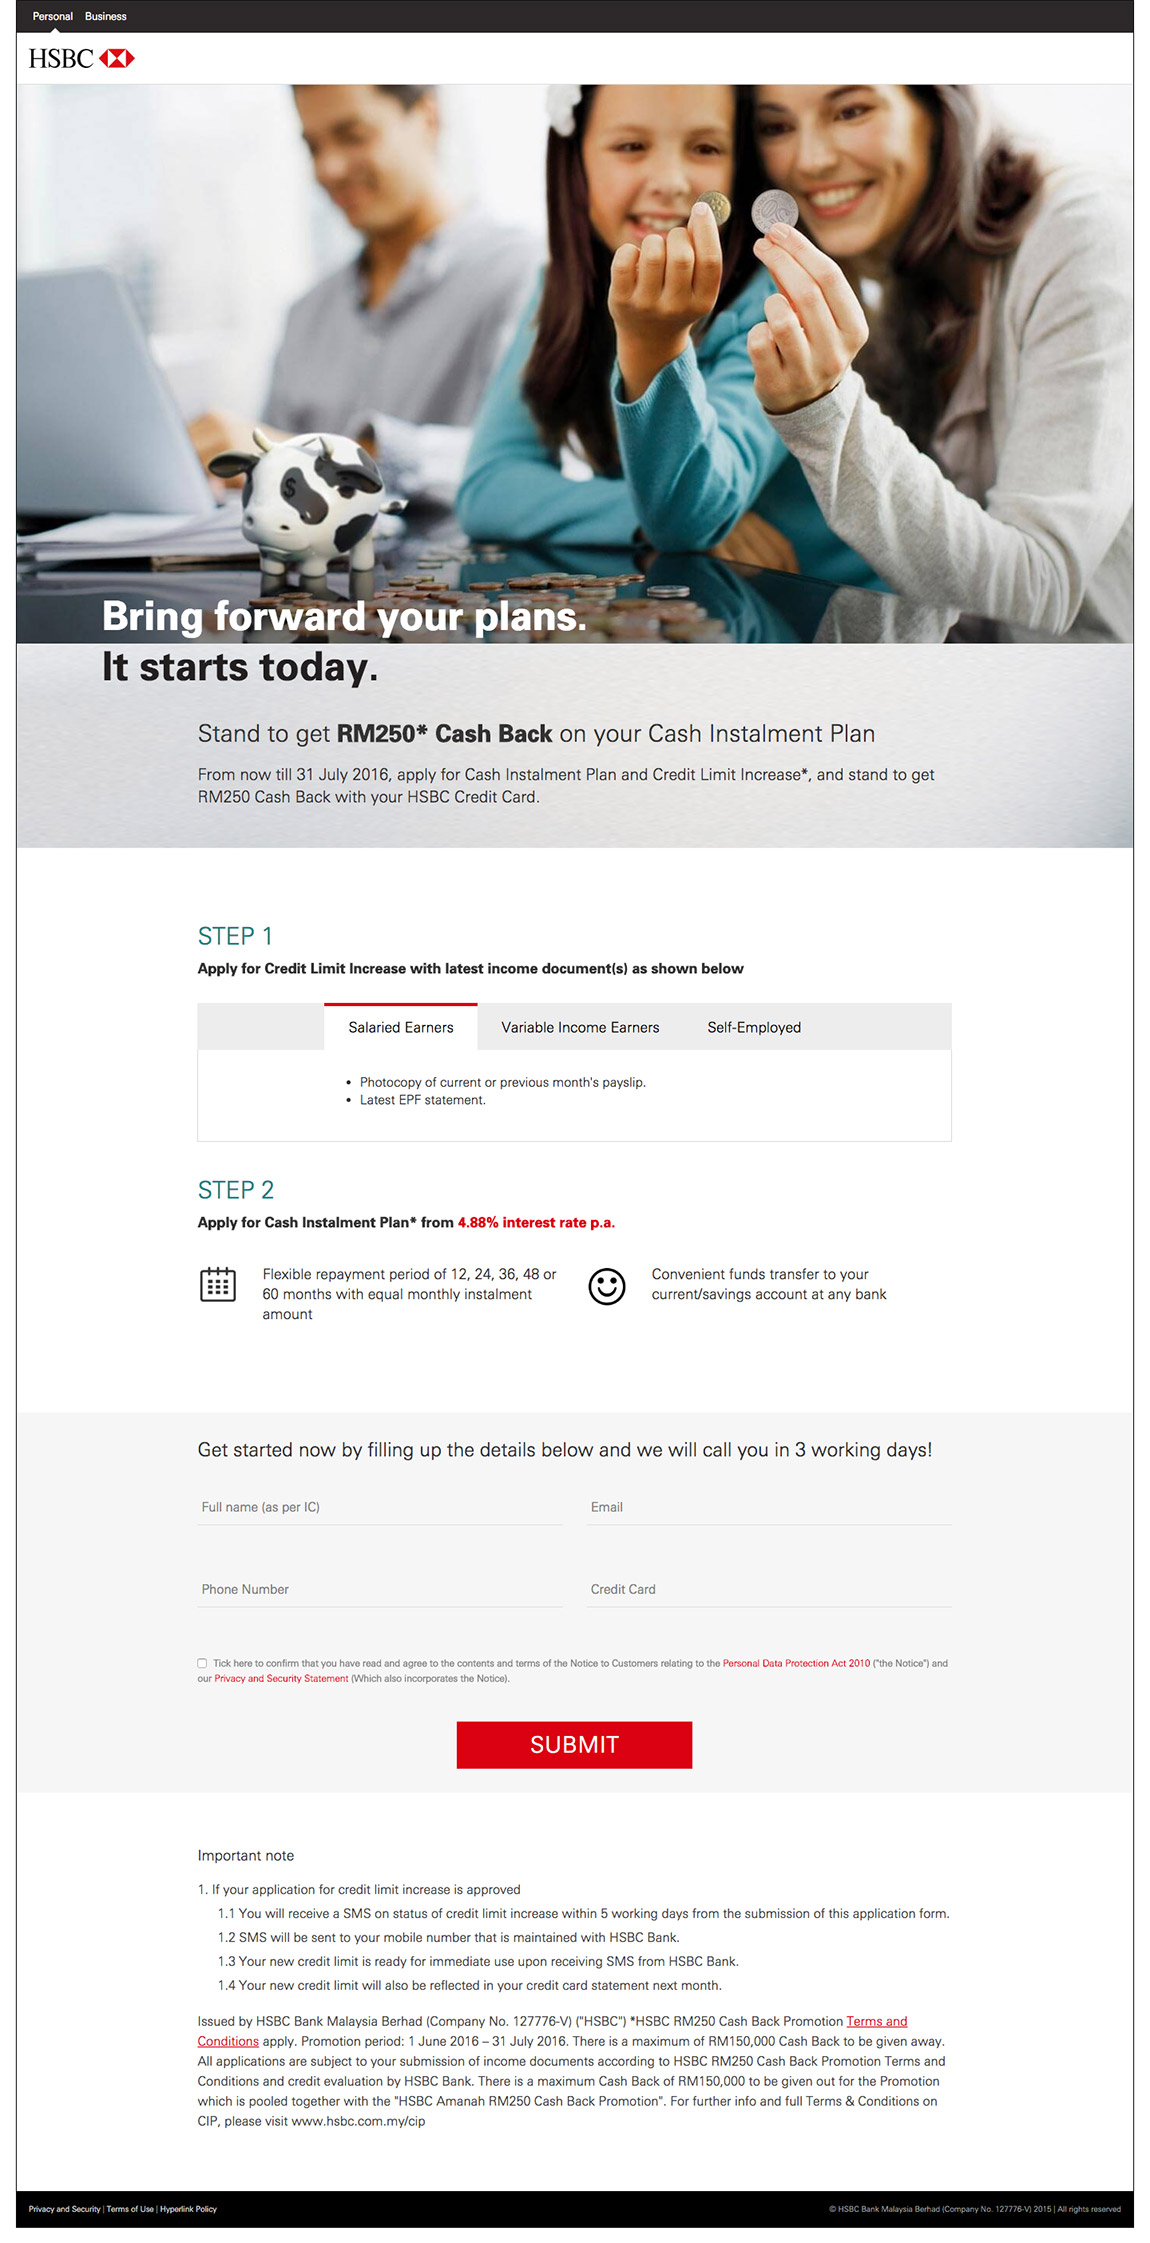 Personal Business
HSBC
$
Bring forward your plans.
It starts today.
Stand to get RM250* Cash Back on your Cash Instalment Plan
From now till 31 July 2016, apply for Cash Instalment Plan and Credit Limit Increase*, and stand to get
RM250 Cash Back with your HSBC Credit Card.
STEP 1
Apply for Credit Limit Increase with latest income document(s) as shown below
Salaried Earners Variable Income Earners Self-Employed
• Photocopy of current or previous month's payslip.
• Latest EPF statement.
STEP 2
Apply for Cash Instalment Plan* from 4.88% interest rate p.a.
Flexible repayment period of 12, 24, 36, 48 or
60 months with equal monthly instalment
amount
Convenient funds transfer to your
current/savings account at any bank
Get started now by filling up the details below and we will call you in 3 working days!
Full name (as per IC) Email
Phone Number Credit Card
Tick here to confirm that you have read and agree to the contents and terms of the Notice to Customers relating to the Personal Data Protection Act 2010 ("the Notice") and
our Privacy and Security Statement (Which also incorporates the Notice).
SUBMIT
Important note
1. If your application for credit limit increase is approved
1.1 You will receive a SMS on status of credit limit increase within 5 working days from the submission of this application form.
1.2 SMS will be sent to your mobile number that is maintained with HSBC Bank.
1.3 Your new credit limit is ready for immediate use upon receiving SMS from HSBC Bank.
1.4 Your new credit limit will also be reflected in your credit card statement next month.
Issued by HSBC Bank Malaysia Berhad (Company No. 127776-V) ("HSBC") *HSBC RM250 Cash Back Promotion Terms and
Conditions apply. Promotion period: 1 June 2016 – 31 July 2016. There is a maximum of RM150,000 Cash Back to be given away.
All applications are subject to your submission of income documents according to HSBC RM250 Cash Back Promotion Terms and
Conditions and credit evaluation by HSBC Bank. There is a maximum Cash Back of RM150,000 to be given out for the Promotion
which is pooled together with the "HSBC Amanah RM250 Cash Back Promotion". For further info and full Terms & Conditions on
CIP, please visit www.hsbc.com.my/cip
Privacy and Security | Terms of Use | Hyperlink Policy
© HSBC Bank Malaysia Berhad (Company No. 127776-V) 2015 | All rights reserved